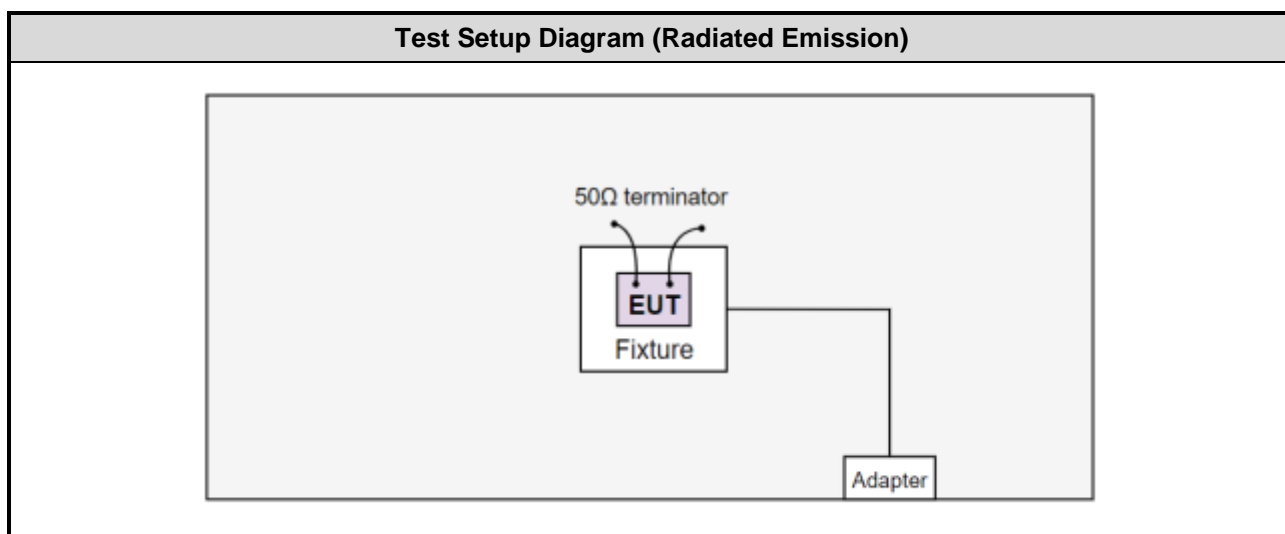 Test Setup Diagram (Radiated Emission)
50Ω terminator
EUT
Fixture
Adapter